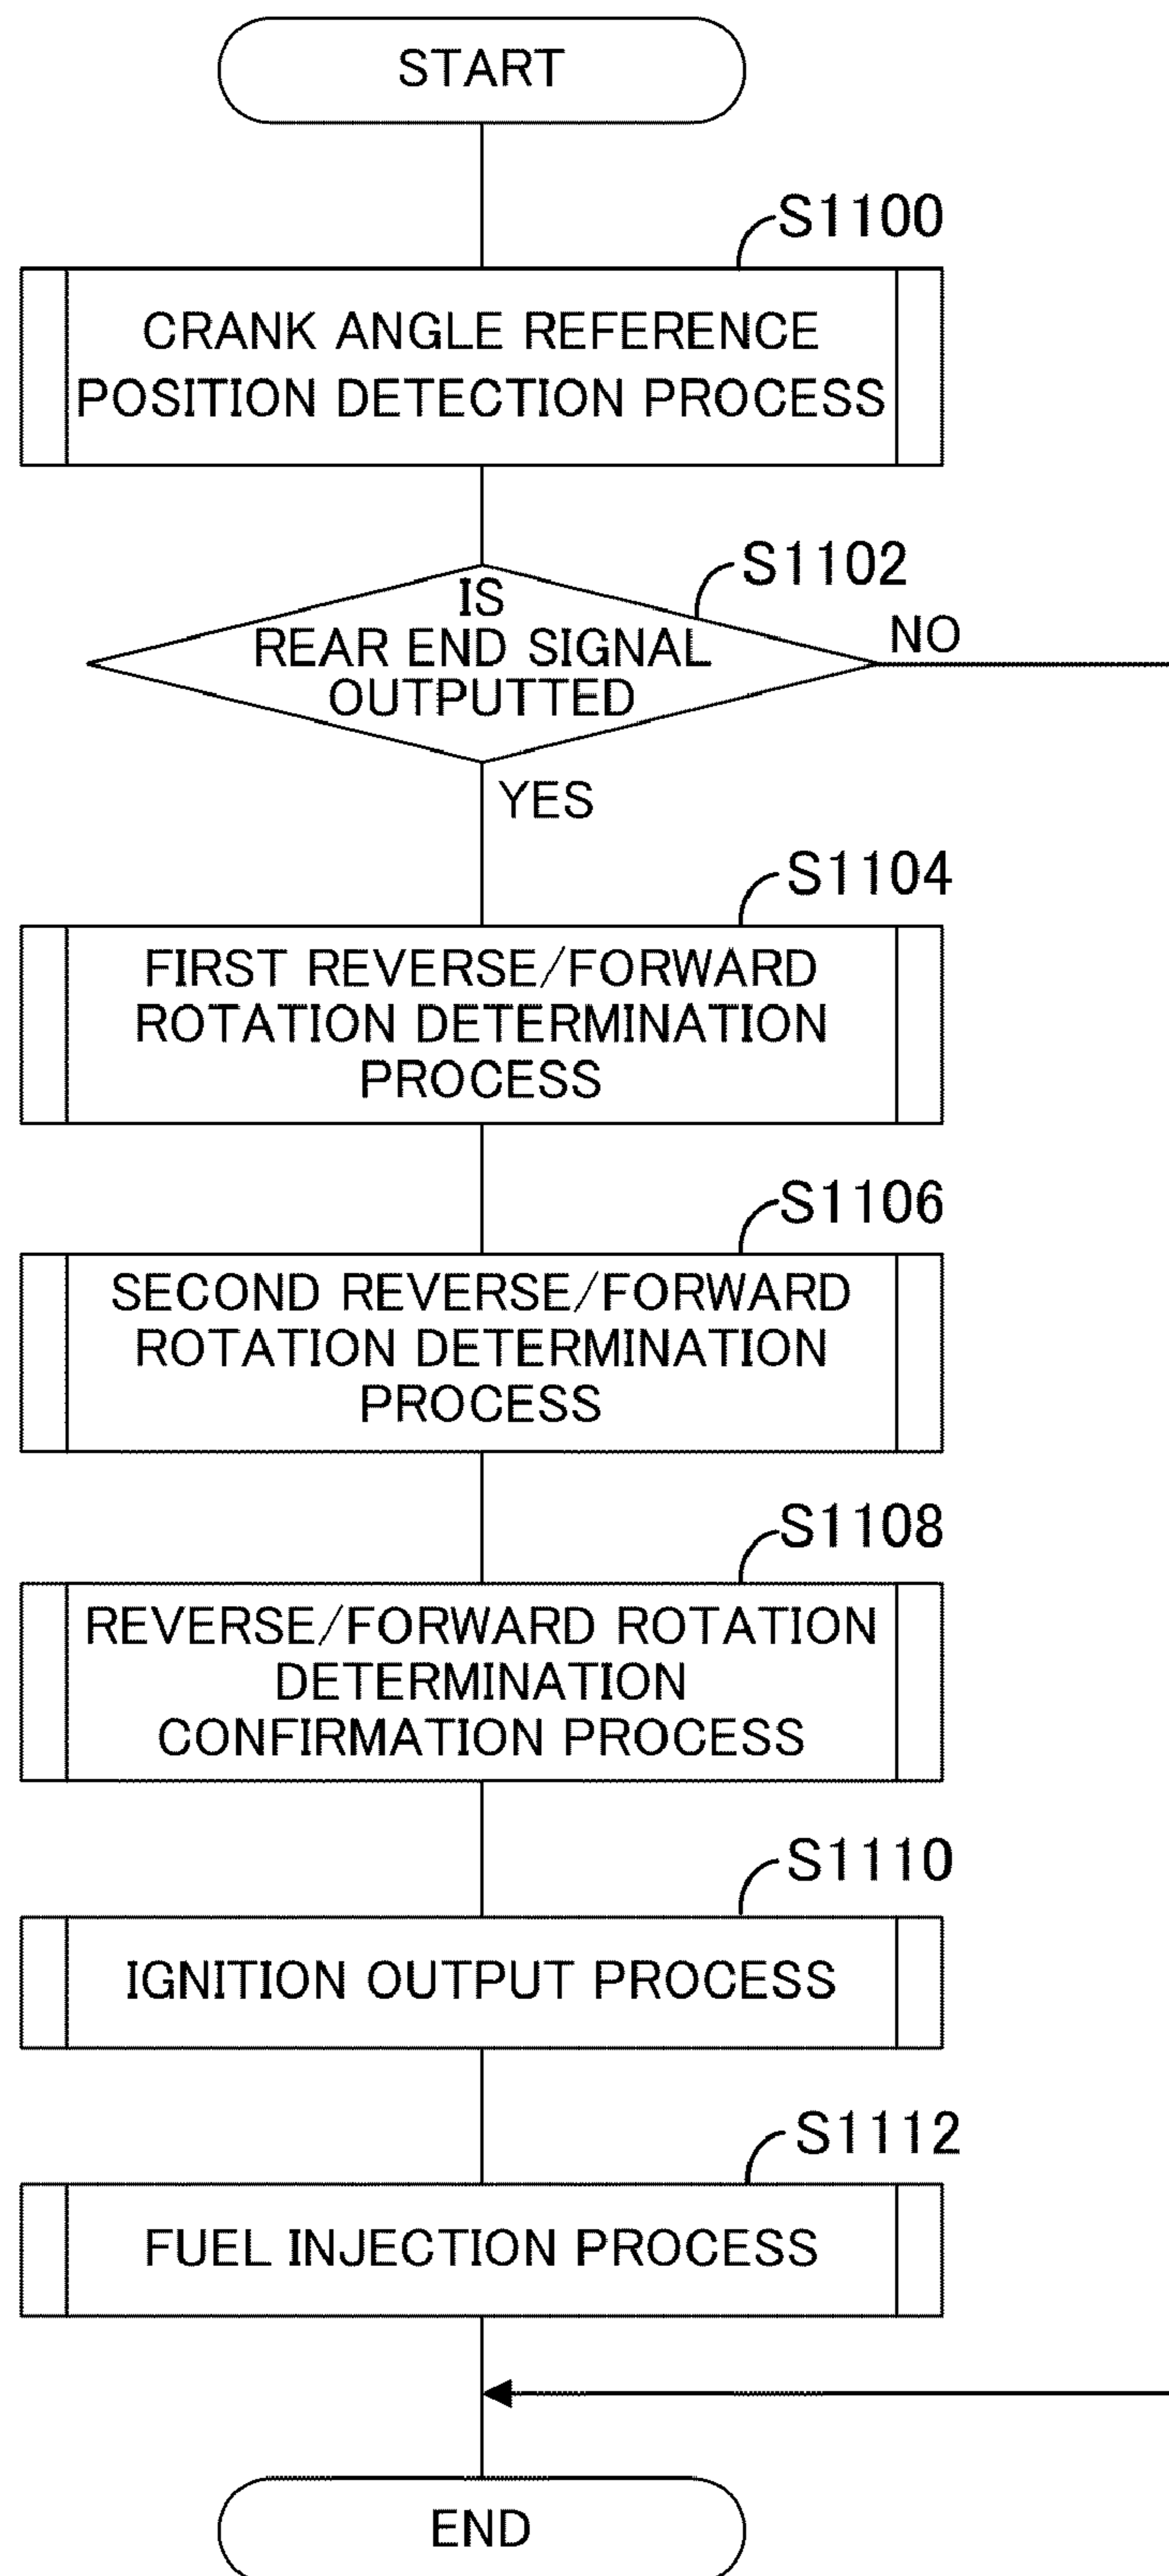 START
S1100
CRANK ANGLE REFERENCE
POSITION DETECTION PROCESS
S1102
IS
REAR END SIGNAL
OUTPUTTED
NO
YES
S1104
FIRST REVERSE/FORWARD
ROTATION DETERMINATION
PROCESS
S1106
SECOND REVERSE/FORWARD
ROTATION DETERMINATION
PROCESS
S1108
REVERSE/FORWARD ROTATION
DETERMINATION
CONFIRMATION PROCESS
S1110
IGNITION OUTPUT PROCESS
S1112
FUEL INJECTION PROCESS
END